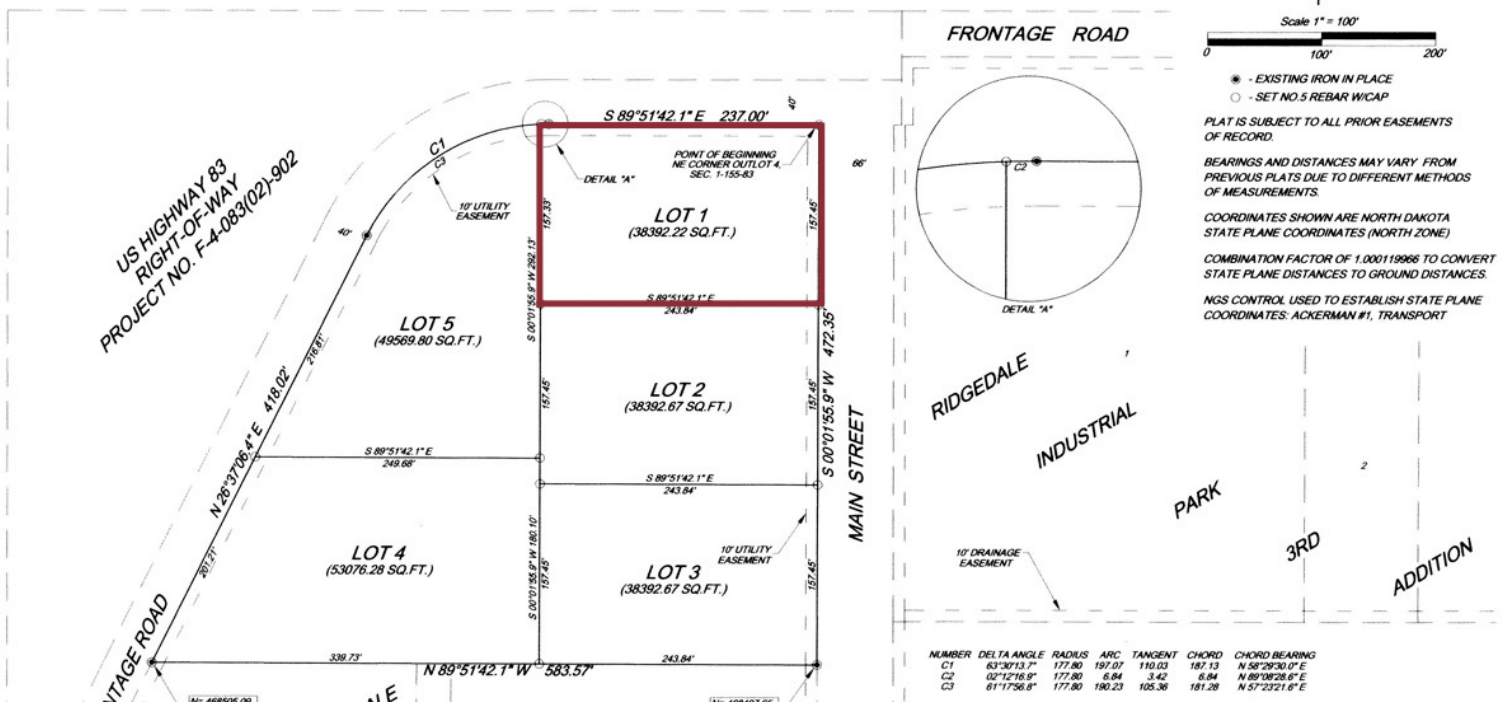 FRONTAGE ROAD
Scale 1" = 100'
0 100' 200'
- EXISTING IRON IN PLACE
- SET NO.5 REBAR W/CAP
PLAT IS SUBJECT TO ALL PRIOR EASEMENTS
OF RECORD.
BEARINGS AND DISTANCES MAY VARY FROM
PREVIOUS PLATS DUE TO DIFFERENT METHODS
OF MEASUREMENTS.
COORDINATES SHOWN ARE NORTH DAKOTA
STATE PLANE COORDINATES (NORTH ZONE)
COMBINATION FACTOR OF 1.000119966 TO CONVERT
STATE PLANE DISTANCES TO GROUND DISTANCES.
NGS CONTROL USED TO ESTABLISH STATE PLANE
COORDINATES: ACKERMAN #1, TRANSPORT
US HIGHWAY 83
RIGHT-OF-WAY
PROJECT NO. F-4-083(02)-902
C1
C3
10' UTILITY
EASEMENT
40'
S 89°51'42.1" E 237.00'
40'
66'
DETAIL "A"
POINT OF BEGINNING
NE CORNER OUTLOT 4,
SEC. 1-155-83
157.33'
LOT 1
(38392.22 SQ.FT.)
157.45'
S 00°01'55.9" W 292.13'
S 89°51'42.1" E
243.84'
C2
DETAIL "A"
LOT 5
(49569.80 SQ.FT.)
216.81'
N 26°37'06.4" E 418.02'
LOT 2
(38392.67 SQ.FT.)
157.45'
157.45'
S 00°01'55.9" W 472.35'
MAIN STREET
S 89°51'42.1" E
249.66'
S 89°51'42.1" E
243.84'
LOT 4
(53076.28 SQ.FT.)
201.21'
S 00°01'55.9" W 180.10'
157.45'
10' UTILITY
EASEMENT
LOT 3
(38392.67 SQ.FT.)
157.45'
339.73'
N 89°51'42.1" W 583.57'
243.84'
NTAGE ROAD
ALE
RIDGEDALE
INDUSTRIAL
PARK
3RD
ADDITION
1
2
10' DRAINAGE
EASEMENT
NUMBER DELTA ANGLE RADIUS ARC TANGENT CHORD CHORD BEARING
C1 63°30'13.7" 177.80 197.07 110.03 187.13 N 58°29'30.0" E
C2 02°12'16.9" 177.80 6.84 3.42 6.84 N 89°08'28.6" E
C3 61°17'56.8" 177.80 190.23 105.36 181.28 N 57°23'21.6" E